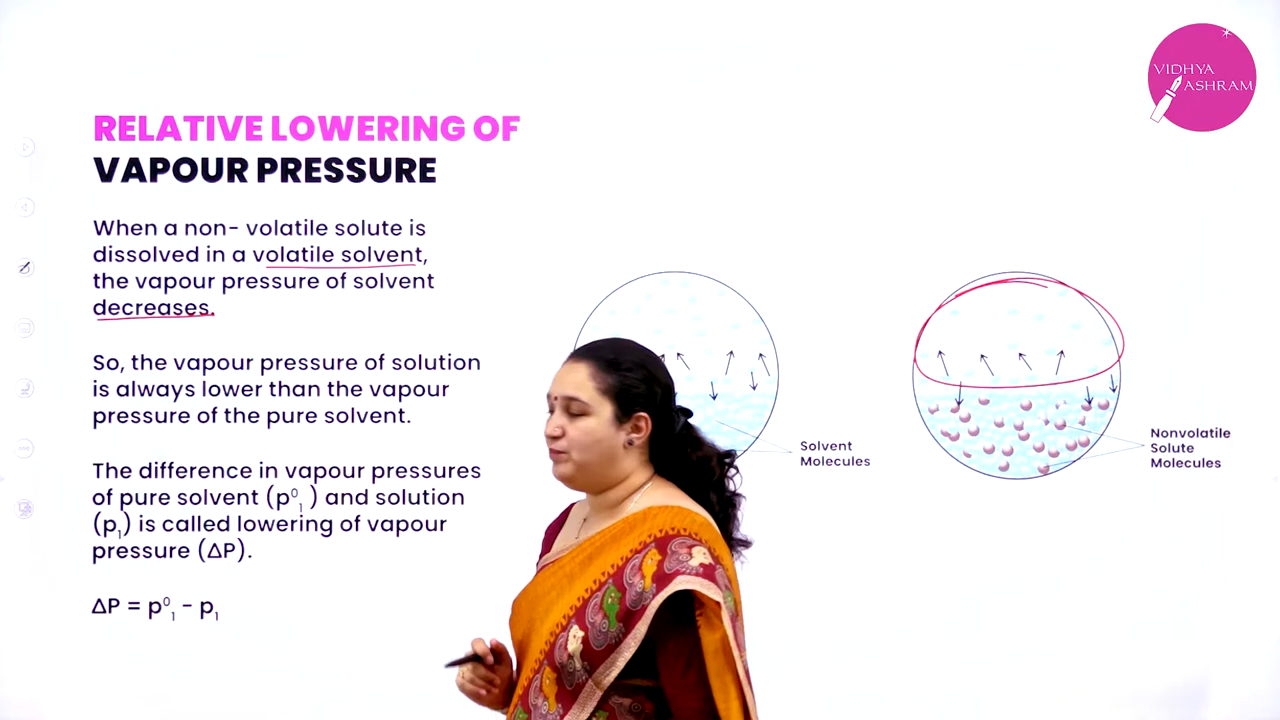 VIDHYA
ASHRAM
RELATIVE LOWERING OF
VAPOUR PRESSURE
When a non- volatile solute is
dissolved in a volatile solvent,
the vapour pressure of solvent
decreases.
So, the vapour pressure of solution
is always lower than the vapour
pressure of the pure solvent.
The difference in vapour pressures
of pure solvent (p⁰₁ ) and solution
(p₁) is called lowering of vapour
pressure (ΔP).
ΔP = p⁰₁ - p₁
Solvent
Molecules
Nonvolatile
Solute
Molecules